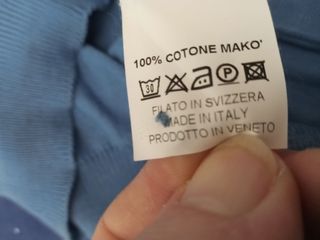 100% COTONE MAKO'
30 P
FILATO IN SVIZZERA
MADE IN ITALY
PRODOTTO IN VENETO